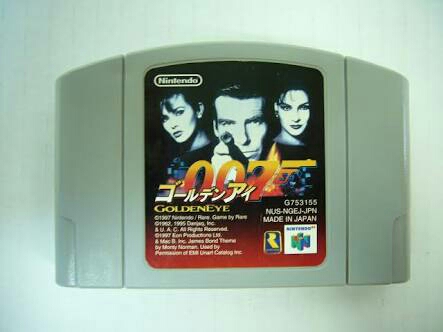 Nintendo
007
ゴールデンアイ
GOLDENEYE
G753155
NUS-NGEJ-JPN
MADE IN JAPAN
©1997 Nintendo / Rare. Game by Rare
©1962, 1995 Danjaq, Inc.
& U. A. C. All Rights Reserved.
©1997 Eon Productions Ltd.
& Mac B. Inc. James Bond Theme
by Monty Norman. Used by
Permission of EMI Unart Catalog Inc
NINTENDO 64